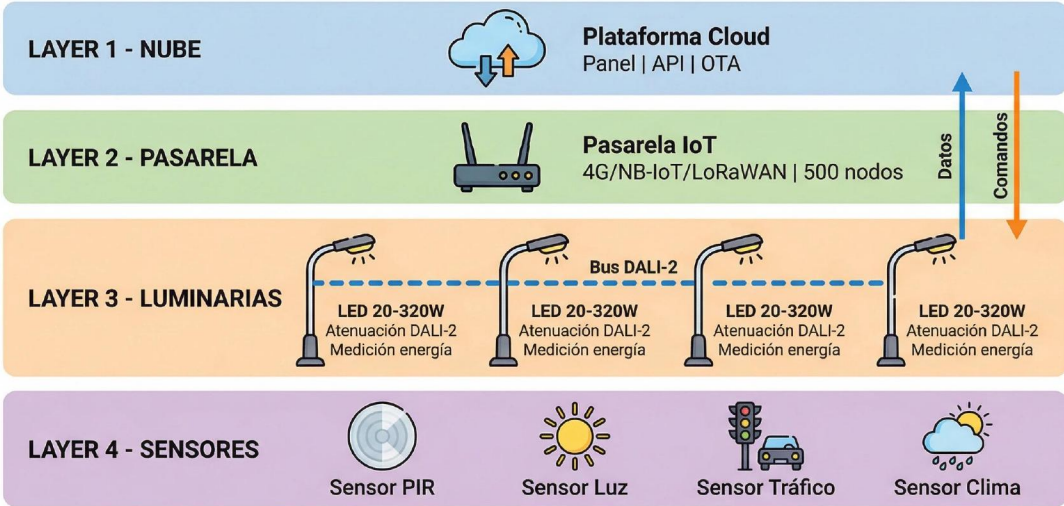 LAYER 1 - NUBE
Plataforma Cloud
Panel | API | OTA
LAYER 2 - PASARELA
Pasarela IoT
4G/NB-IoT/LoRaWAN | 500 nodos
Datos
Comandos
LAYER 3 - LUMINARIAS
Bus DALI-2
LED 20-320W
Atenuación DALI-2
Medición energía
LED 20-320W
Atenuación DALI-2
Medición energía
LED 20-320W
Atenuación DALI-2
Medición energía
LED 20-320W
Atenuación DALI-2
Medición energía
LAYER 4 - SENSORES
Sensor PIR
Sensor Luz
Sensor Tráfico
Sensor Clima